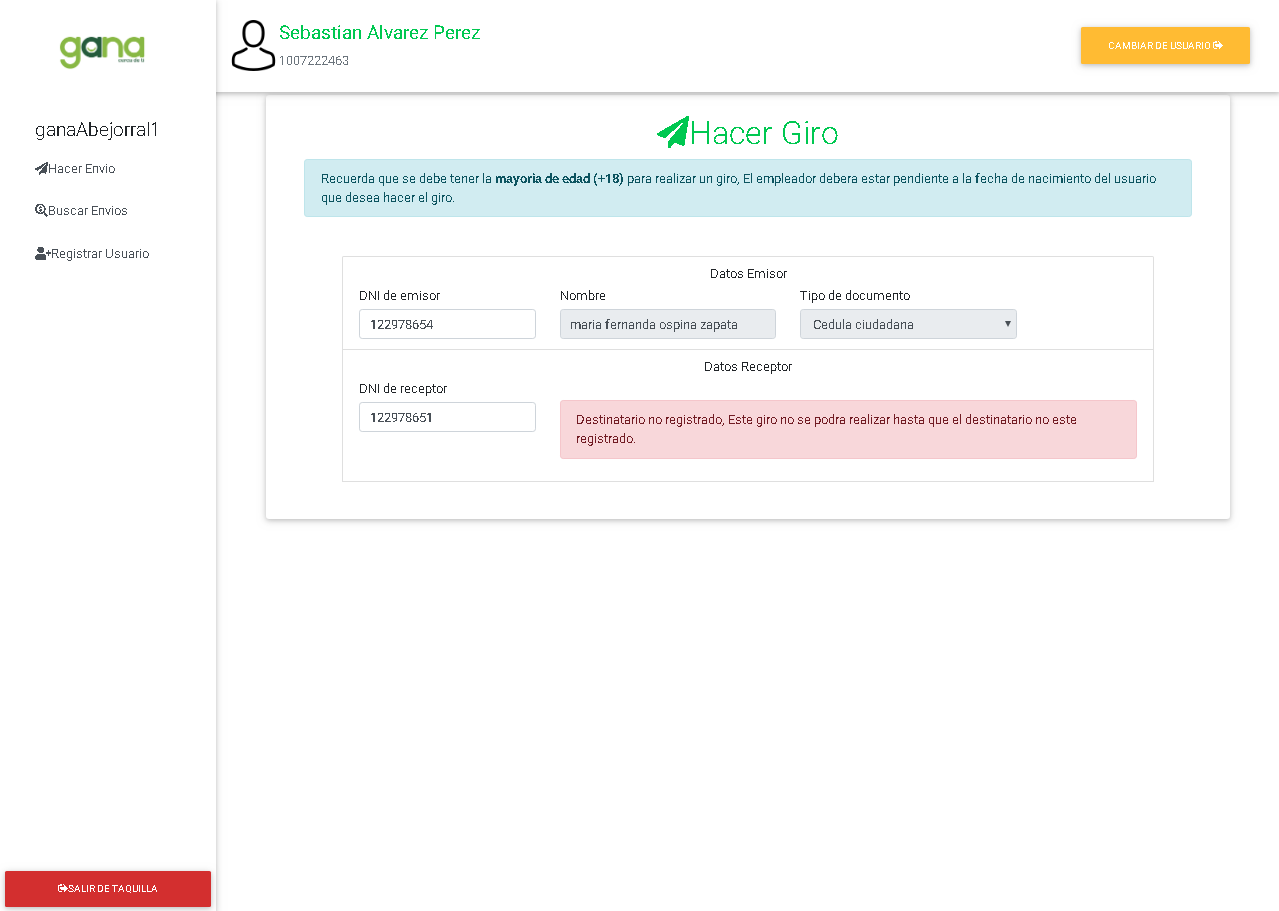 gana
Sebastian Alvarez Perez
1007222463
CAMBIAR DE USUARIO
ganaAbejorral1
Hacer Envio
Buscar Envios
Registrar Usuario
SALIR DE TAQUILLA
Hacer Giro
Recuerda que se debe tener la mayoria de edad (+18) para realizar un giro, El empleador debera estar pendiente a la fecha de nacimiento del usuario
que desea hacer el giro.
Datos Emisor
DNI de emisor Nombre Tipo de documento
122978654 maria fernanda ospina zapata Cedula ciudadana
Datos Receptor
DNI de receptor
122978651
Destinatario no registrado, Este giro no se podra realizar hasta que el destinatario no este
registrado.